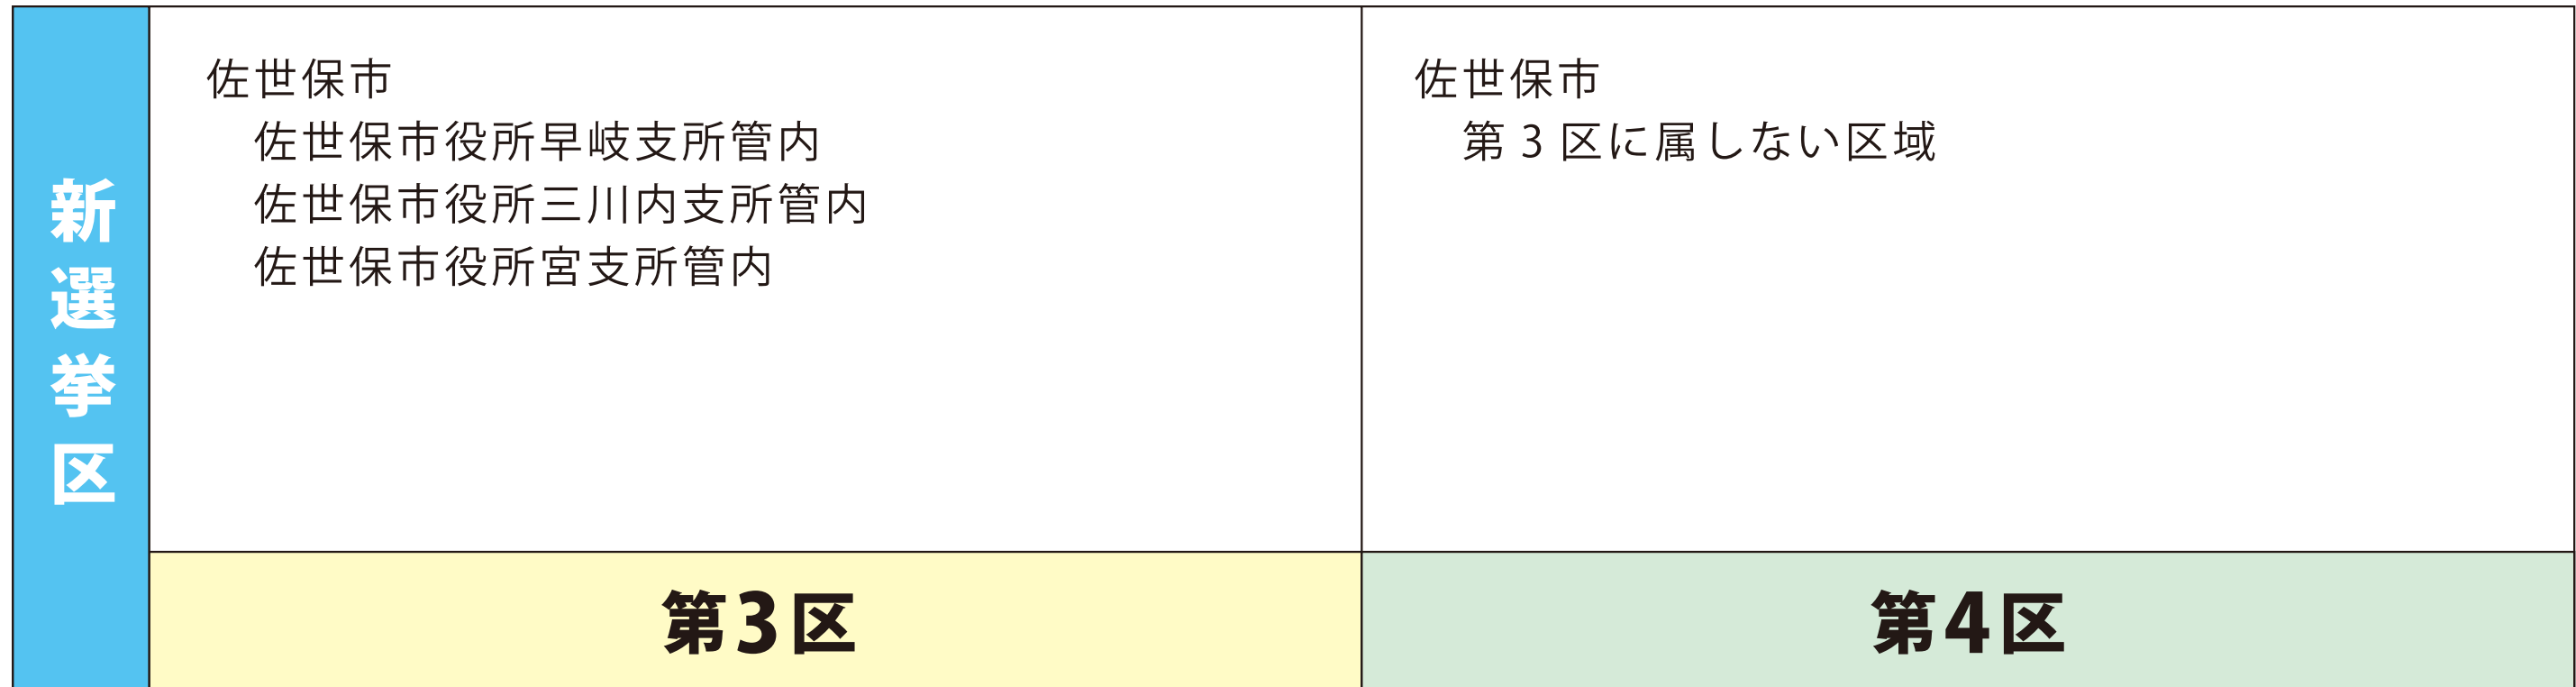 新選挙区
佐世保市
佐世保市役所早岐支所管内
佐世保市役所三川内支所管内
佐世保市役所宮支所管内
第3区
佐世保市
第3区に属しない区域
第4区